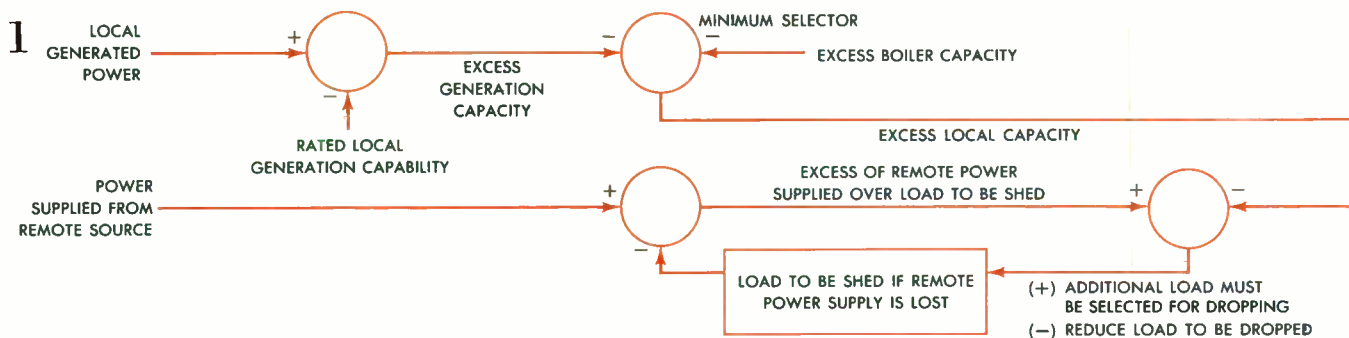 1
LOCAL
GENERATED
POWER
+
−
RATED LOCAL
GENERATION CAPABILITY
EXCESS
GENERATION
CAPACITY
−
MINIMUM SELECTOR
−
EXCESS BOILER CAPACITY
EXCESS LOCAL CAPACITY
POWER
SUPPLIED FROM
REMOTE SOURCE
+
−
EXCESS OF REMOTE POWER
SUPPLIED OVER LOAD TO BE SHED
+
−
LOAD TO BE SHED IF REMOTE
POWER SUPPLY IS LOST
(+) ADDITIONAL LOAD MUST
BE SELECTED FOR DROPPING
(−) REDUCE LOAD TO BE DROPPED